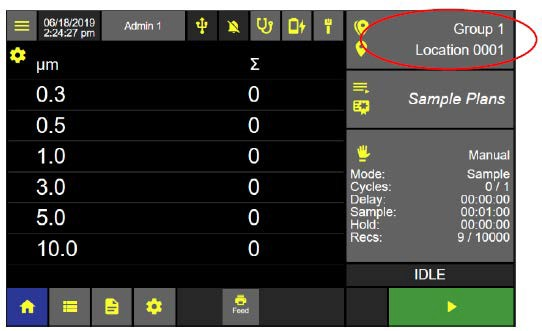 06/18/2019
2:24:27 pm
Admin 1
Group 1
Location 0001
µm Σ
0.3 0
0.5 0
1.0 0
3.0 0
5.0 0
10.0 0
Sample Plans
Manual
Mode: Sample
Cycles: 0 / 1
Delay: 00:00:00
Sample: 00:01:00
Hold: 00:00:00
Recs: 9 / 10000
IDLE
Feed